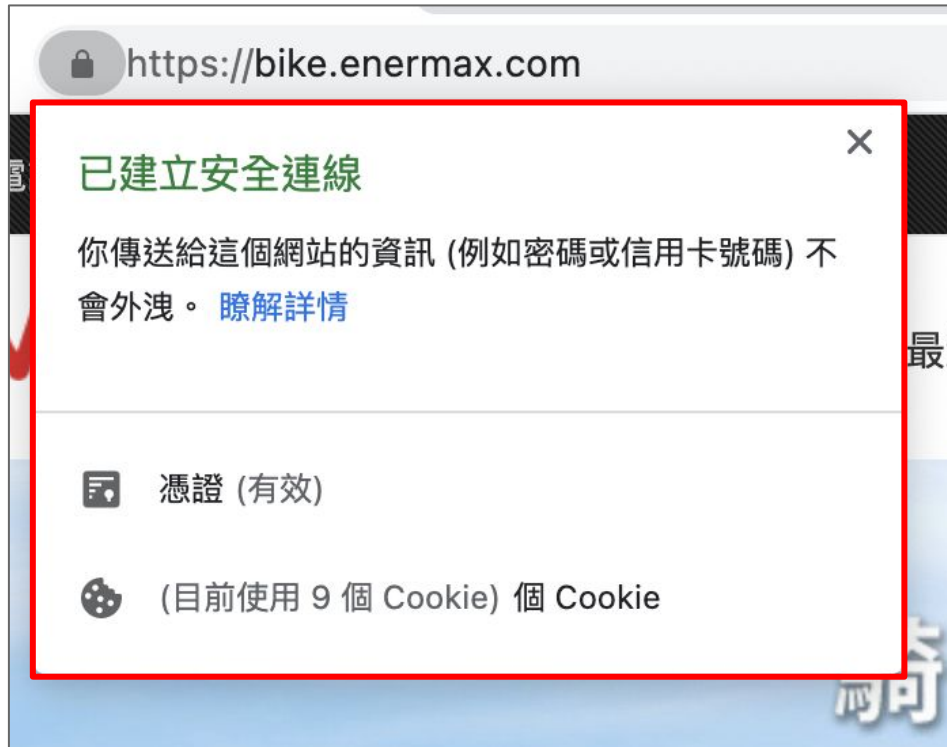 https://bike.enermax.com
電
已建立安全連線
你傳送給這個網站的資訊 (例如密碼或信用卡號碼) 不
會外洩。 瞭解詳情
最
憑證 (有效)
(目前使用 9 個 Cookie) 個 Cookie
騎